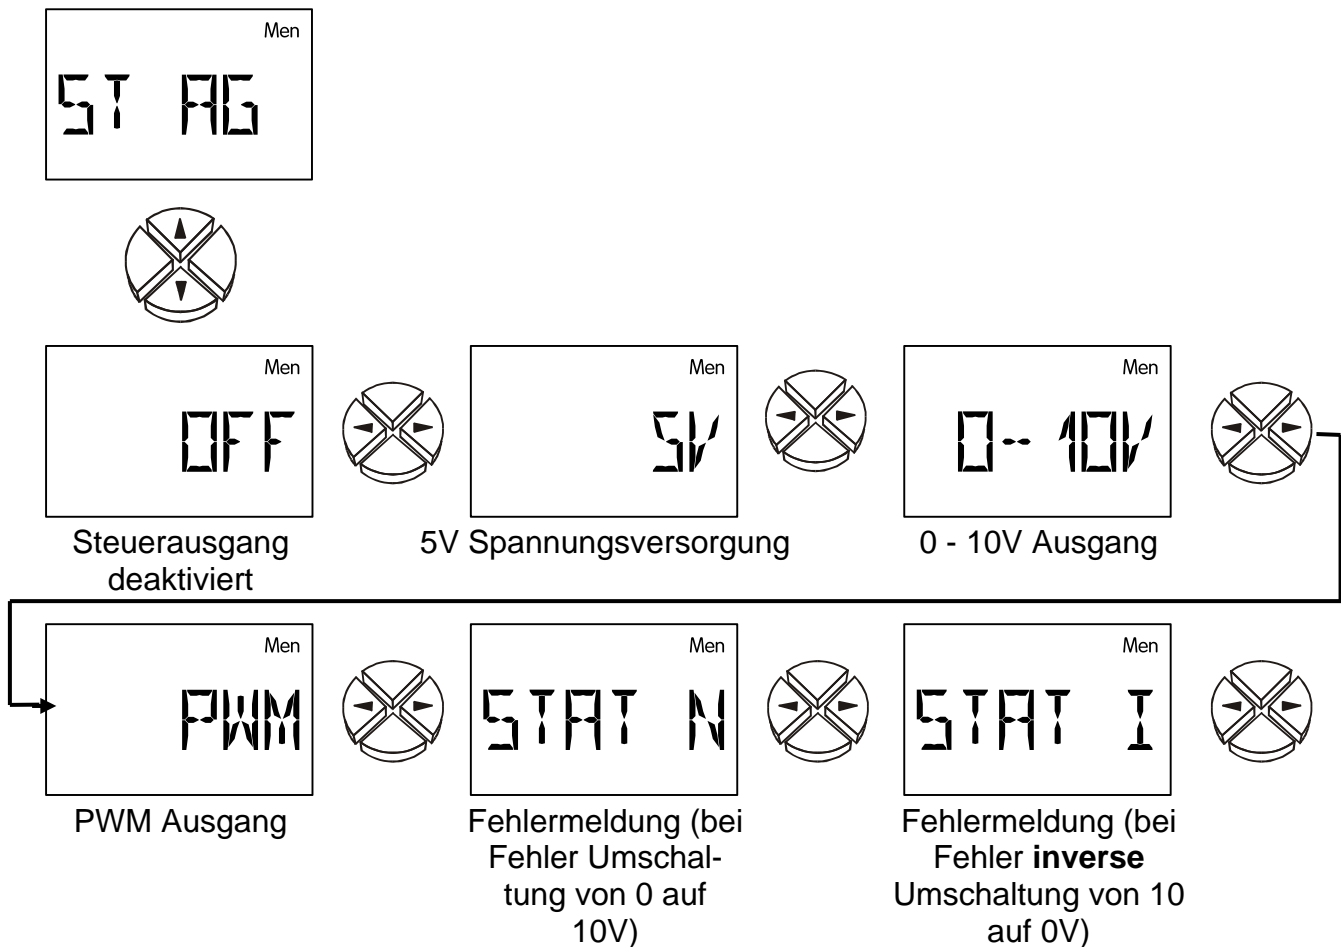 Men
ST AG
Men
OFF
Men
5V
Men
0-10V
Steuerausgang
deaktiviert
5V Spannungsversorgung
0 - 10V Ausgang
Men
PWM
Men
STAT N
Men
STAT I
PWM Ausgang
Fehlermeldung (bei
Fehler Umschal-
tung von 0 auf
10V)
Fehlermeldung (bei
Fehler inverse
Umschaltung von 10
auf 0V)